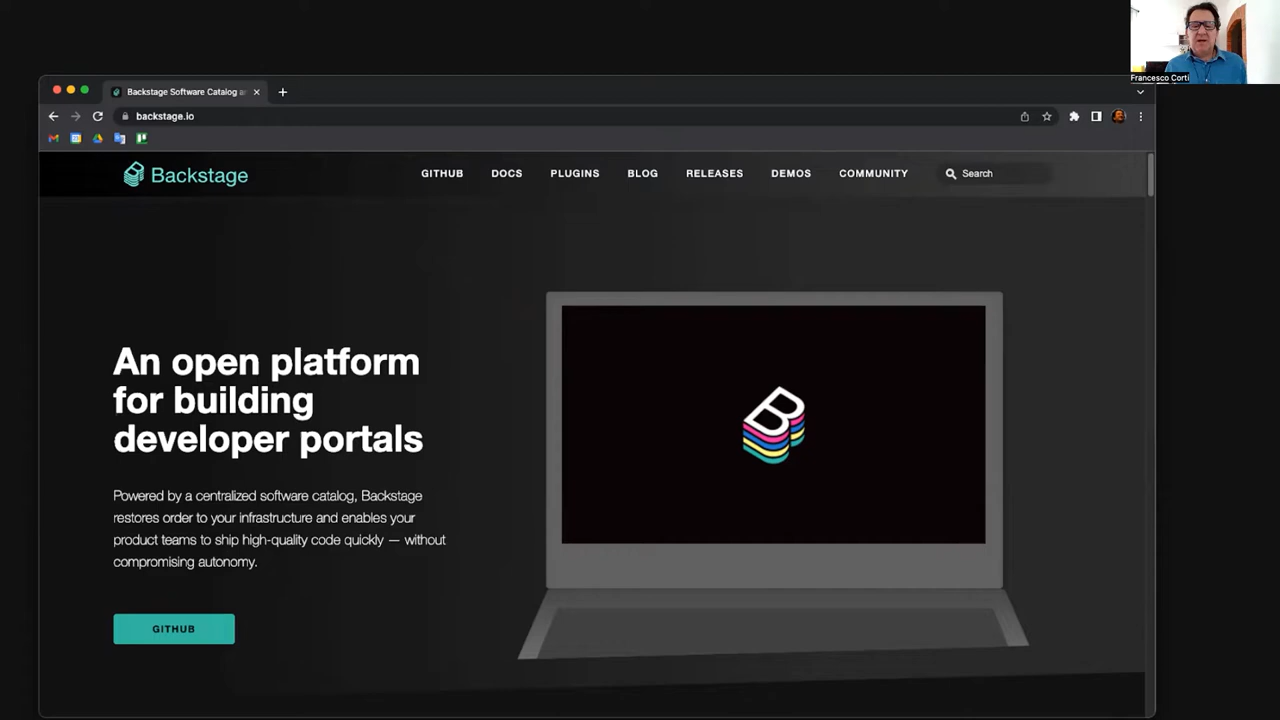 Francesco Corti
Backstage Software Catalog a
backstage.io
Backstage
GITHUB
DOCS
PLUGINS
BLOG
RELEASES
DEMOS
COMMUNITY
Search
An open platform
for building
developer portals
Powered by a centralized software catalog, Backstage
restores order to your infrastructure and enables your
product teams to ship high-quality code quickly — without
compromising autonomy.
GITHUB